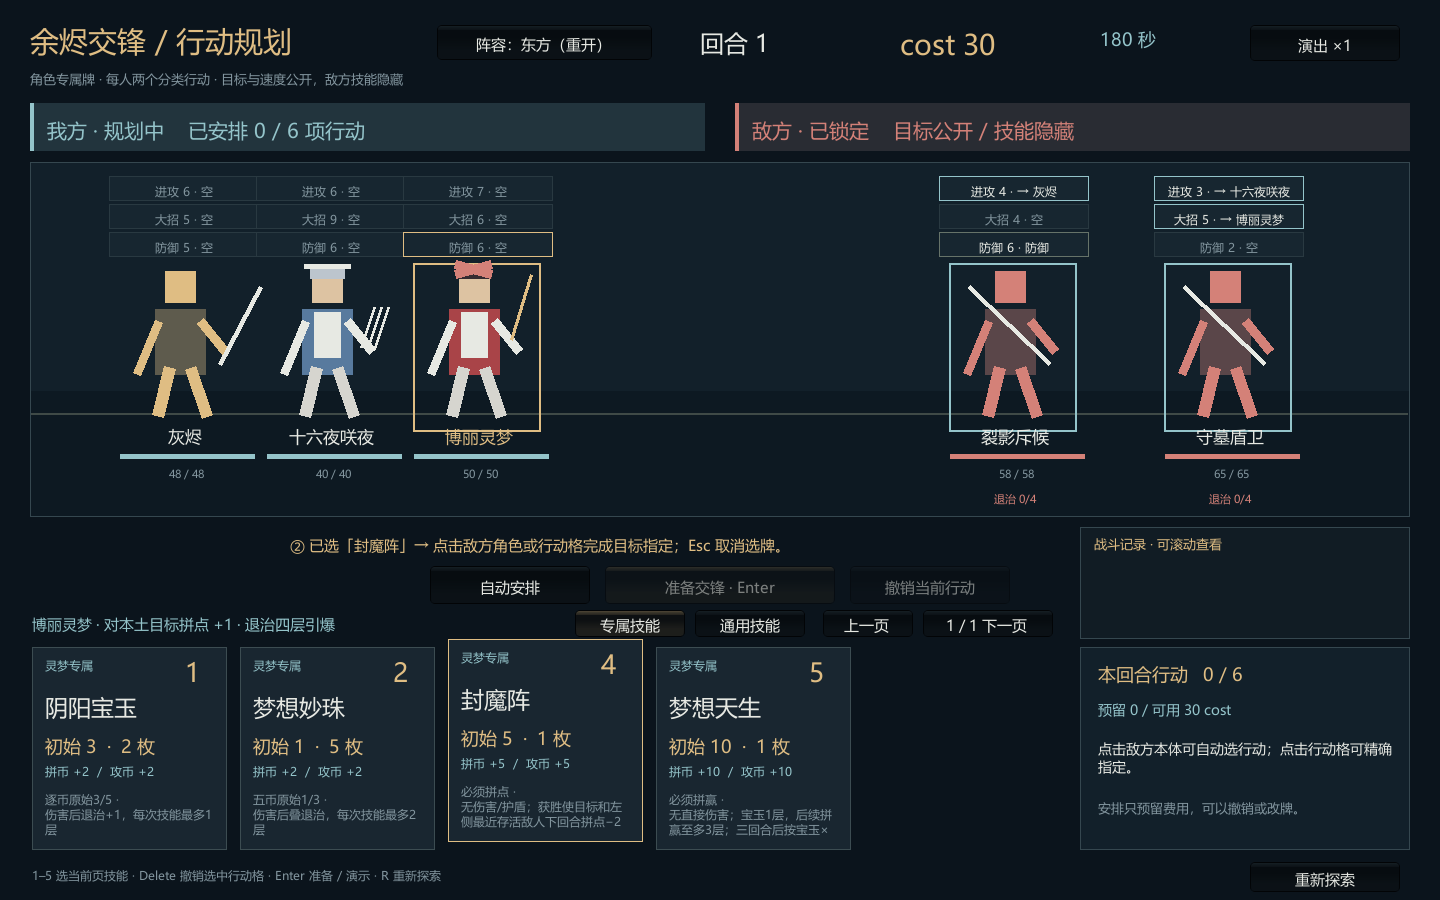 余烬交锋 / 行动规划
阵容：东方（重开）
回合 1
cost 30
180 秒
演出 ×1
角色专属牌 · 每人两个分类行动 · 目标与速度公开，敌方技能隐藏
我方 · 规划中 已安排 0 / 6 项行动
敌方 · 已锁定 目标公开 / 技能隐藏
进攻 6 · 空
进攻 6 · 空
进攻 7 · 空
进攻 4 · → 灰烬
进攻 3 · → 十六夜咲夜
大招 5 · 空
大招 9 · 空
大招 6 · 空
大招 4 · 空
大招 5 · → 博丽灵梦
防御 5 · 空
防御 6 · 空
防御 6 · 空
防御 6 · 防御
防御 2 · 空
灰烬
十六夜咲夜
博丽灵梦
裂影斥候
守墓盾卫
48 / 48
40 / 40
50 / 50
58 / 58
65 / 65
退治 0/4
退治 0/4
② 已选「封魔阵」→ 点击敌方角色或行动格完成目标指定；Esc 取消选牌。
战斗记录 · 可滚动查看
自动安排
准备交锋 · Enter
撤销当前行动
博丽灵梦 · 对本土目标拼点 +1 · 退治四层引爆
专属技能
通用技能
上一页
1 / 1 下一页
灵梦专属
1
阴阳宝玉
初始 3 · 2 枚
拼币 +2 / 攻币 +2
逐币原始3/5 ·
伤害后退治+1，每次技能最多1
层
灵梦专属
2
梦想妙珠
初始 1 · 5 枚
拼币 +2 / 攻币 +2
五币原始1/3 ·
伤害后叠退治，每次技能最多2
层
灵梦专属
4
封魔阵
初始 5 · 1 枚
拼币 +5 / 攻币 +5
必须拼点 ·
无伤害/护盾；获胜使目标和左
侧最近存活敌人下回合拼点−2
灵梦专属
5
梦想天生
初始 10 · 1 枚
拼币 +10 / 攻币 +10
必须拼赢 ·
无直接伤害；宝玉1层，后续拼
赢至多3层；三回合后按宝玉×
本回合行动 0 / 6
预留 0 / 可用 30 cost
点击敌方本体可自动选行动；点击行动格可精确
指定。
安排只预留费用，可以撤销或改牌。
1–5 选当前页技能 · Delete 撤销选中行动格 · Enter 准备 / 演示 · R 重新探索
重新探索